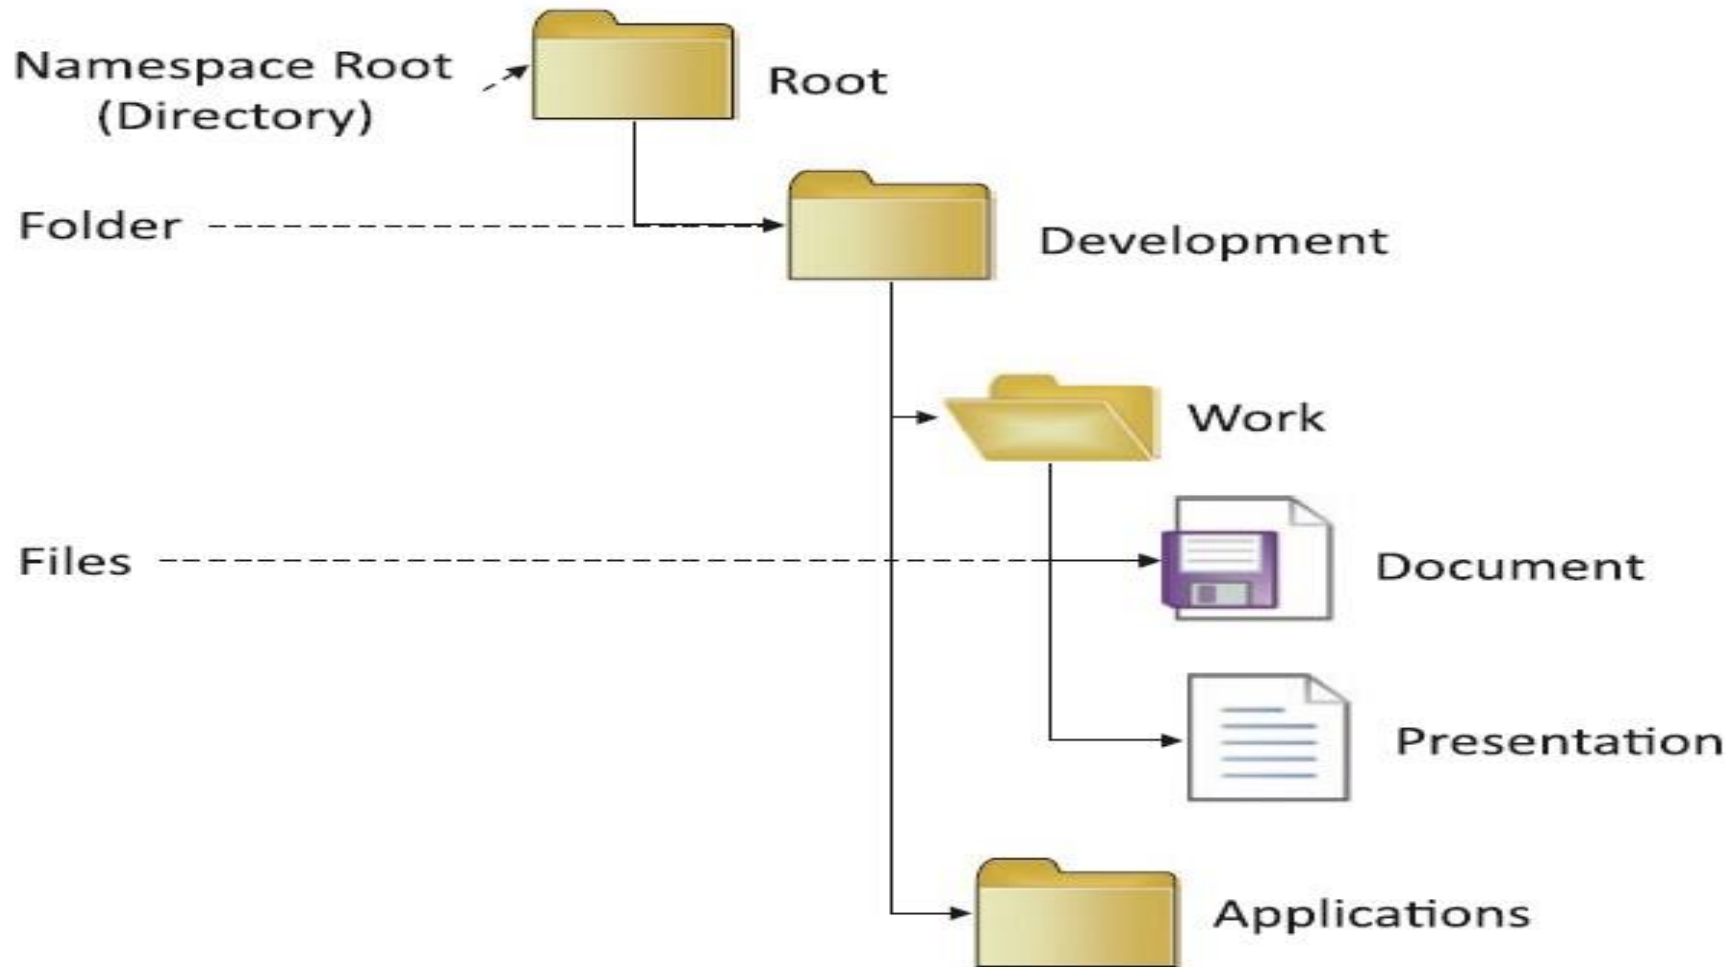 Namespace Root
(Directory)
Root
Folder
Development
Work
Files
Document
Presentation
Applications